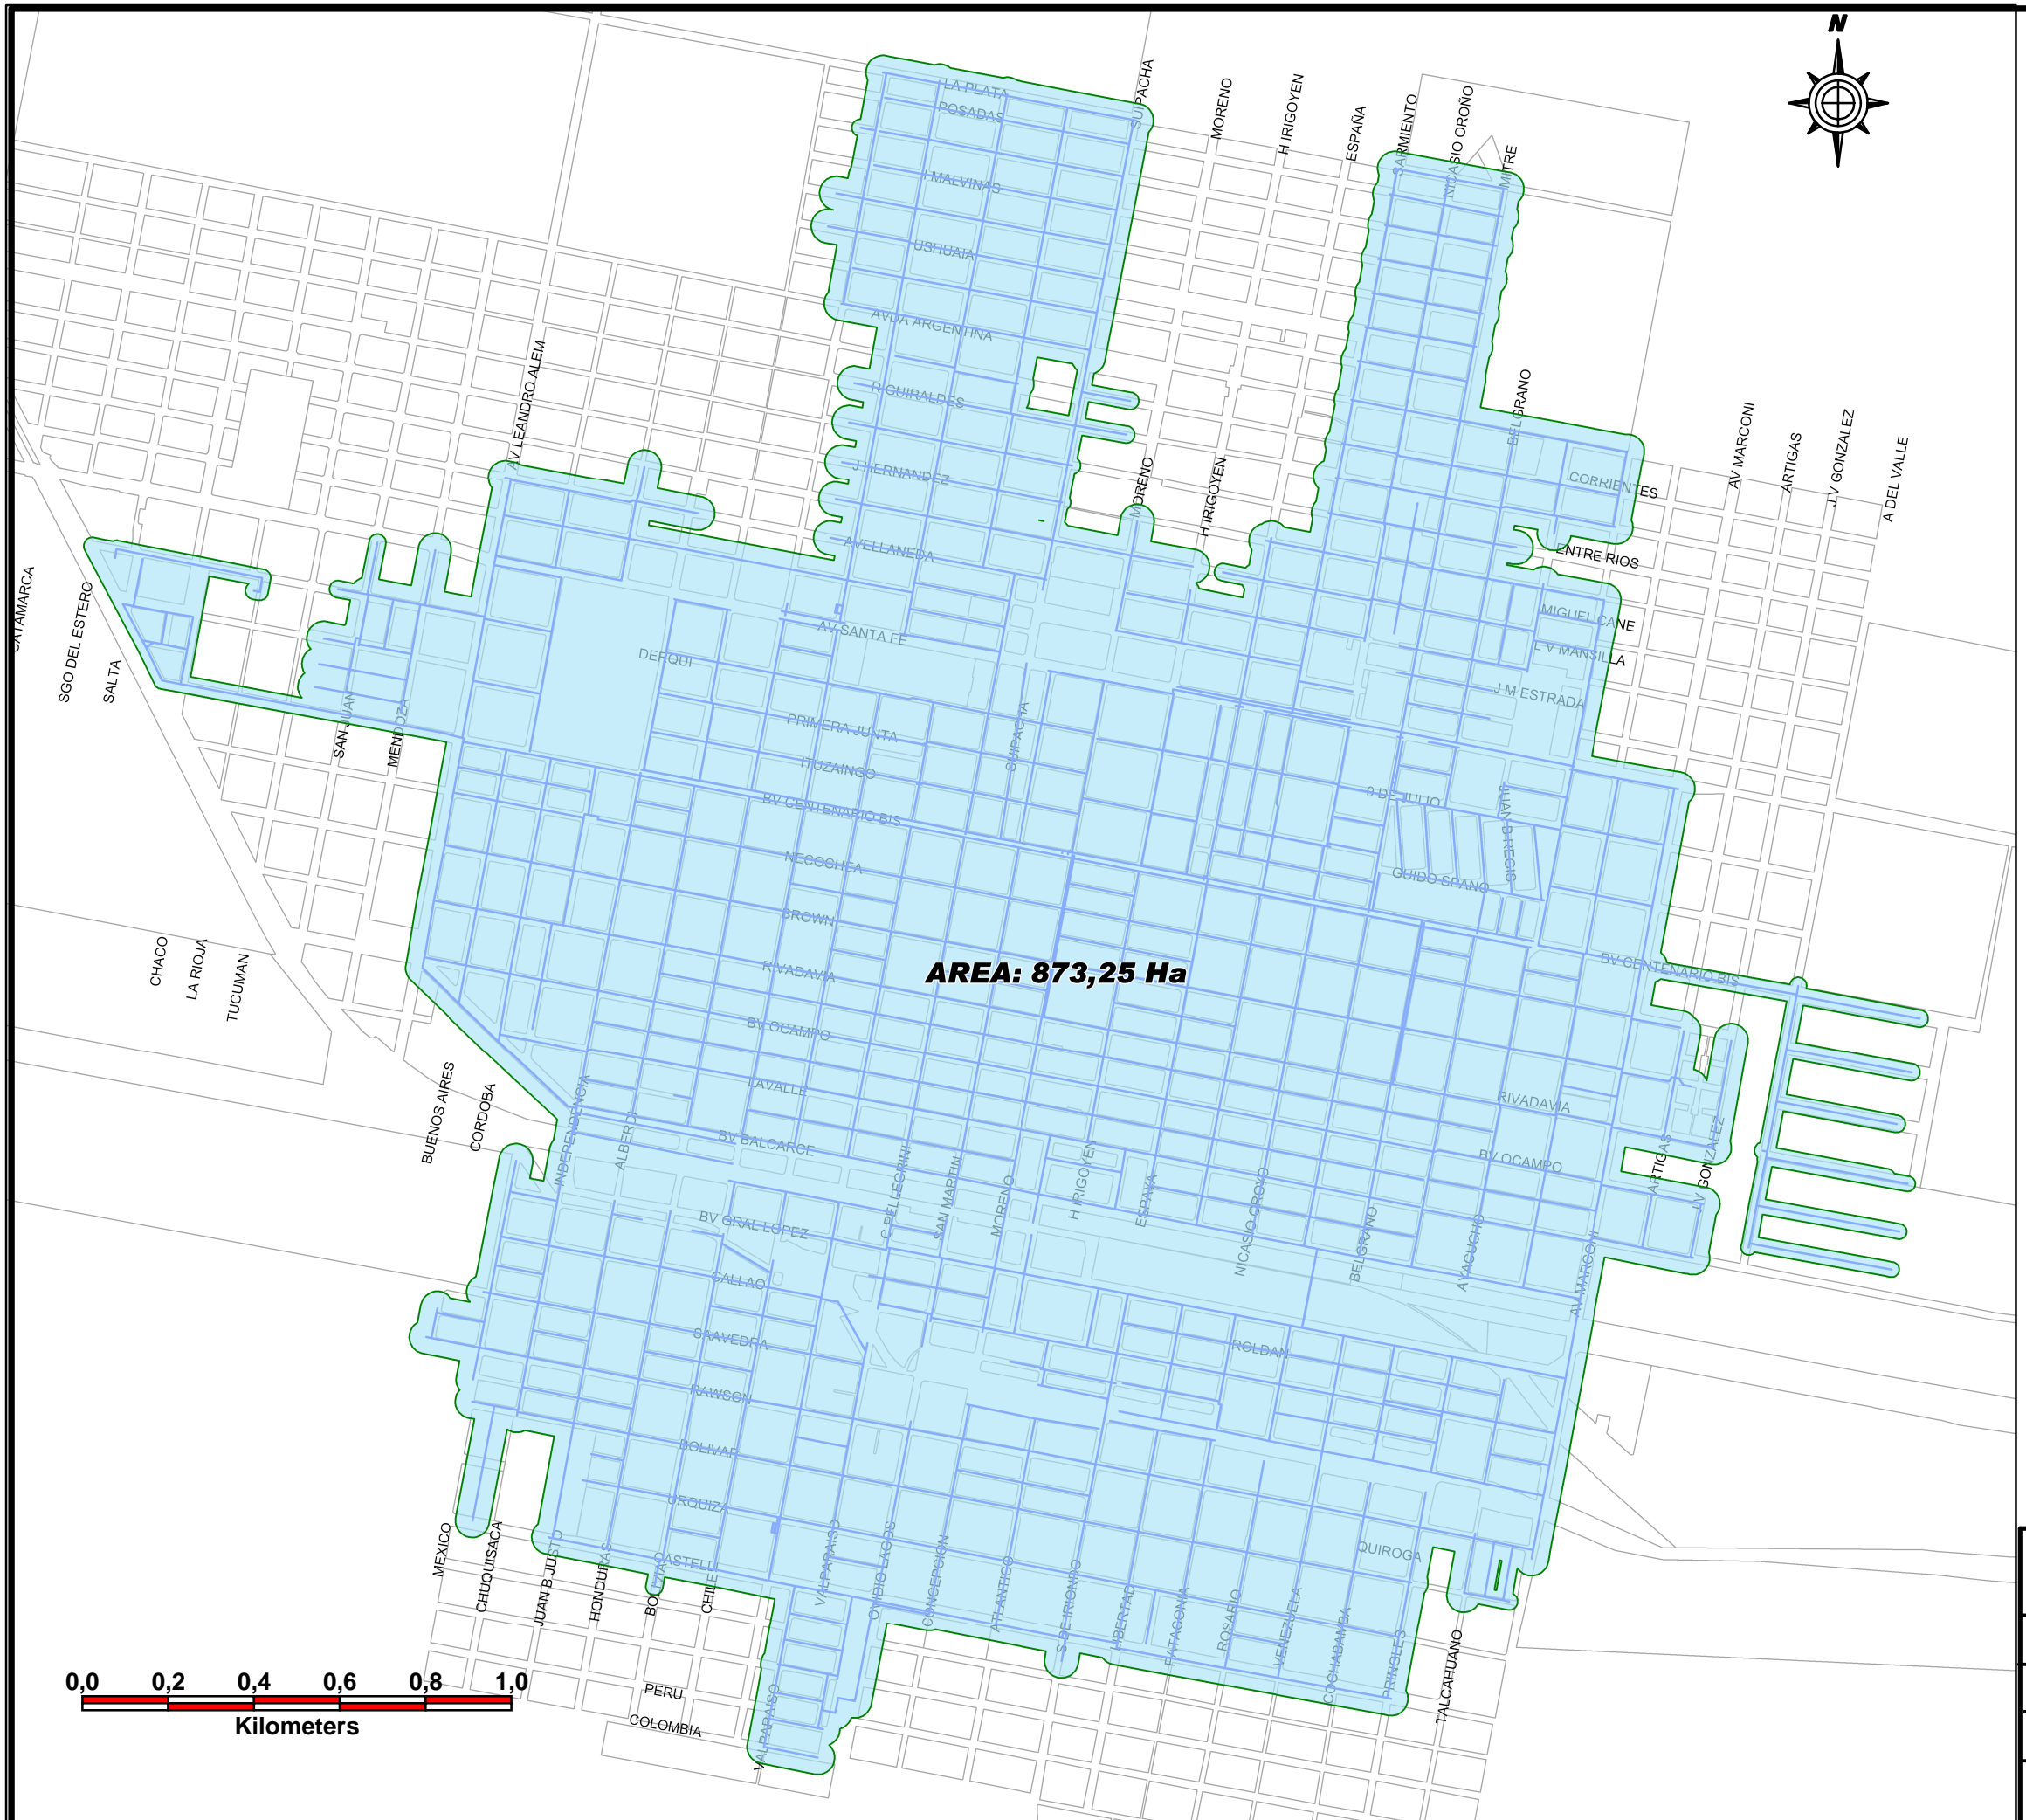 N
LA PLATA
POSADAS
SUIPACHA
MORENO
H IRIGOYEN
ESPAÑA
SARMIENTO
NICASIO OROÑO
MITRE
I MALVINAS
USHUAIA
AVDA ARGENTINA
R GUIRALDES
J HERNANDEZ
AVELLANEDA
AV LEANDRO ALEM
MORENO
H IRIGOYEN
BELGRANO
CORRIENTES
ENTRE RIOS
AV MARCONI
ARTIGAS
J V GONZALEZ
A DEL VALLE
MIGUEL CANE
L V MANSILLA
J M ESTRADA
CATAMARCA
SGO DEL ESTERO
SALTA
SAN JUAN
MENDOZA
DERQUI
AV SANTA FE
PRIMERA JUNTA
ITUZAINGO
SUIPACHA
BV CENTENARIO BIS
9 DE JULIO
JUAN B RECIS
GUIDO SPANO
NECOCHEA
BROWN
RIVADAVIA
AREA: 873,25 Ha
BV CENTENARIO BIS
CHACO
LA RIOJA
TUCUMAN
BV OCAMPO
LAVALLE
BV BALCARCE
BUENOS AIRES
CORDOBA
INDEPENDENCIA
ALBERDI
RIVADAVIA
BV OCAMPO
ARTIGAS
J V GONZALEZ
C PELLEGRINI
SAN MARTIN
MORENO
H IRIGOYEN
BELGRANO
AYACUCHO
AV MARCONI
BV GRAL LOPEZ
CALLAO
SAAVEDRA
RAWSON
BOLIVAR
URQUIZA
CASTELLI
ROLDAN
QUIROGA
MEXICO
CHUQUISACA
JUAN B JUSTO
HONDURAS
BOLIVIA
CHILE
VALPARAISO
OVIDIO LAGOS
CONCEPCION
ATLANTICO
S DE IRIONDO
LIBERTAD
PATAGONIA
ROSARIO
VENEZUELA
COCHABAMBA
PRINGLES
TALCAHUANO
VALPARAISO
PERU
COLOMBIA
0,0 0,2 0,4 0,6 0,8 1,0
Kilometers